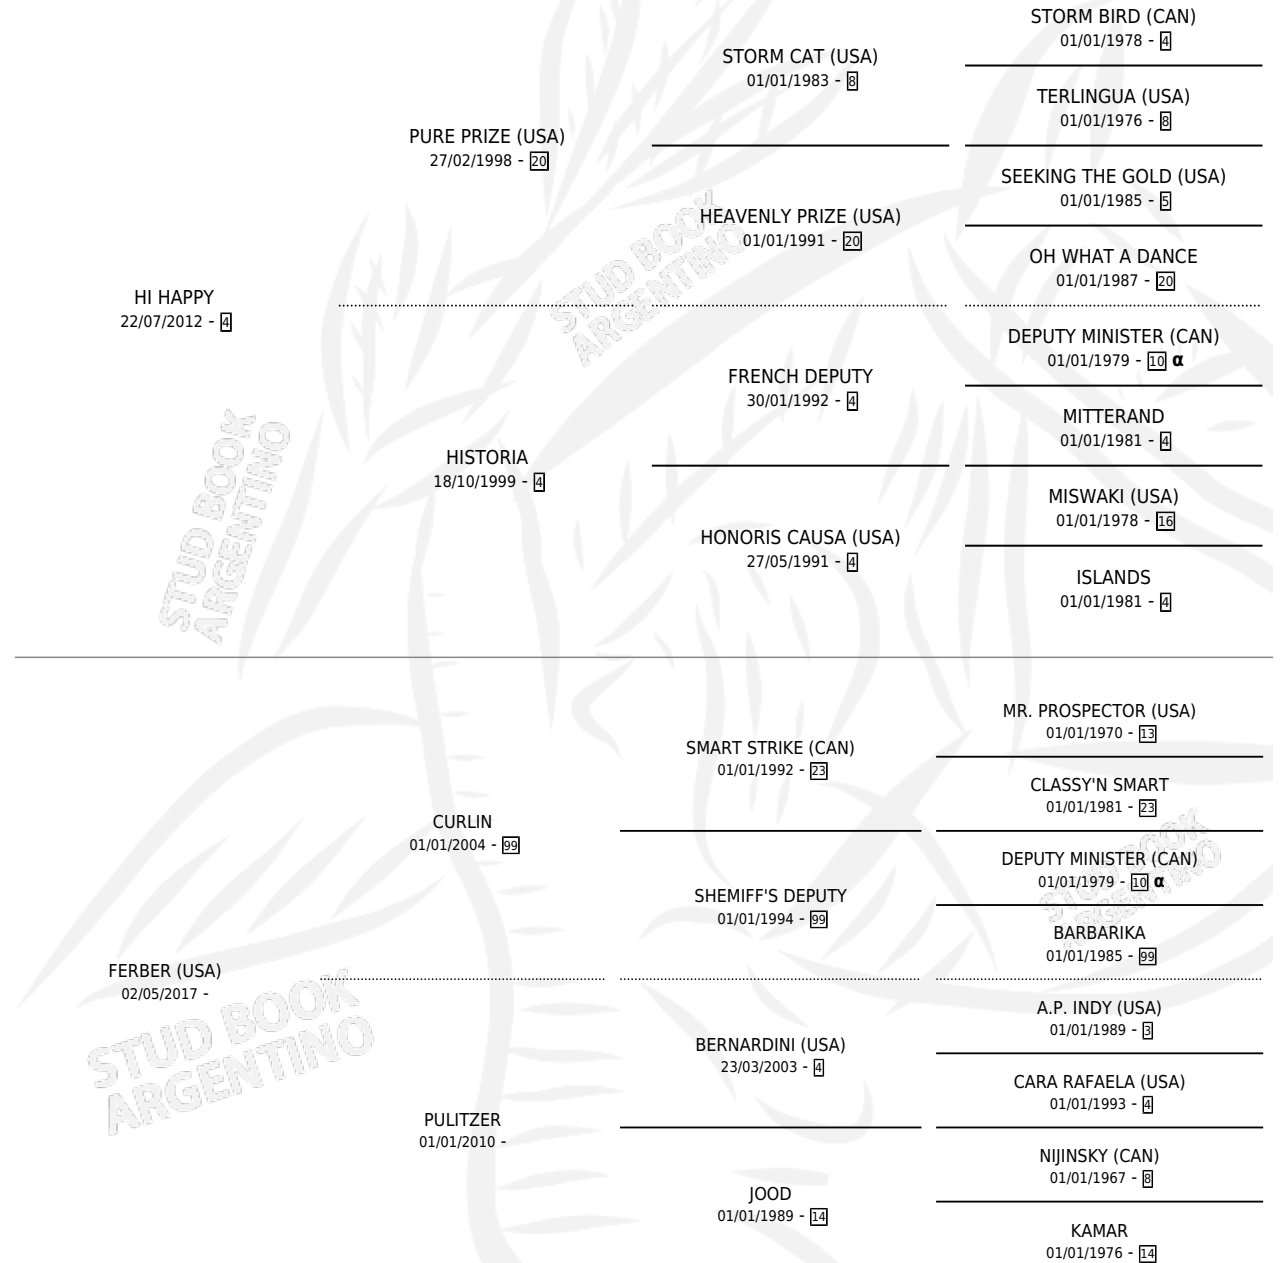 STORM BIRD (CAN)
01/01/1978 - 4
STORM CAT (USA)
01/01/1983 - 8
TERLINGUA (USA)
01/01/1976 - 8
PURE PRIZE (USA)
27/02/1998 - 20
SEEKING THE GOLD (USA)
01/01/1985 - 5
HEAVENLY PRIZE (USA)
01/01/1991 - 20
OH WHAT A DANCE
01/01/1987 - 20
HI HAPPY
22/07/2012 - 4
DEPUTY MINISTER (CAN)
01/01/1979 - 10 α
FRENCH DEPUTY
30/01/1992 - 4
MITTERAND
01/01/1981 - 4
HISTORIA
18/10/1999 - 4
MISWAKI (USA)
01/01/1978 - 16
HONORIS CAUSA (USA)
27/05/1991 - 4
ISLANDS
01/01/1981 - 4
STUD BOOK
ARGENTINO
STUD BOOK
ARGENTINO
MR. PROSPECTOR (USA)
01/01/1970 - 13
SMART STRIKE (CAN)
01/01/1992 - 23
CLASSY'N SMART
01/01/1981 - 23
CURLIN
01/01/2004 - 99
DEPUTY MINISTER (CAN)
01/01/1979 - 10 α
SHEMIFF'S DEPUTY
01/01/1994 - 99
BARBARIKA
01/01/1985 - 99
FERBER (USA)
02/05/2017 -
A.P. INDY (USA)
01/01/1989 - 3
BERNARDINI (USA)
23/03/2003 - 4
CARA RAFAELA (USA)
01/01/1993 - 4
PULITZER
01/01/2010 -
NIJINSKY (CAN)
01/01/1967 - 8
JOOD
01/01/1989 - 14
KAMAR
01/01/1976 - 14
STUD BOOK
ARGENTINO
STUD BOOK
ARGENTINO